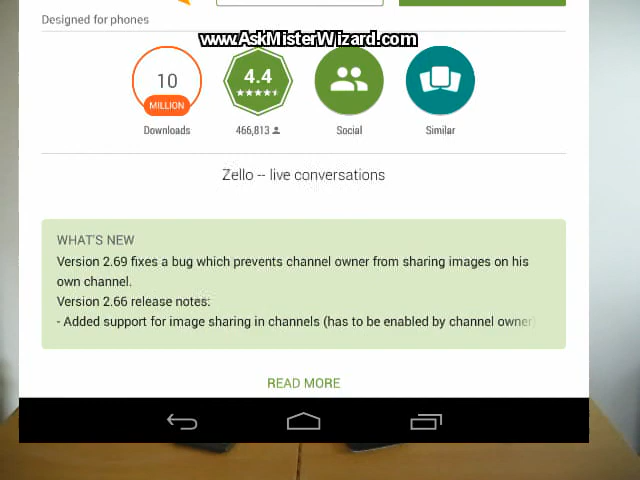 Designed for phones
www.AskMisterWizard.com
10
MILLION
4.4
Downloads
466,813
Social
Similar
Zello -- live conversations
WHAT'S NEW
Version 2.69 fixes a bug which prevents channel owner from sharing images on his
own channel.
Version 2.66 release notes:
- Added support for image sharing in channels (has to be enabled by channel owner)
READ MORE